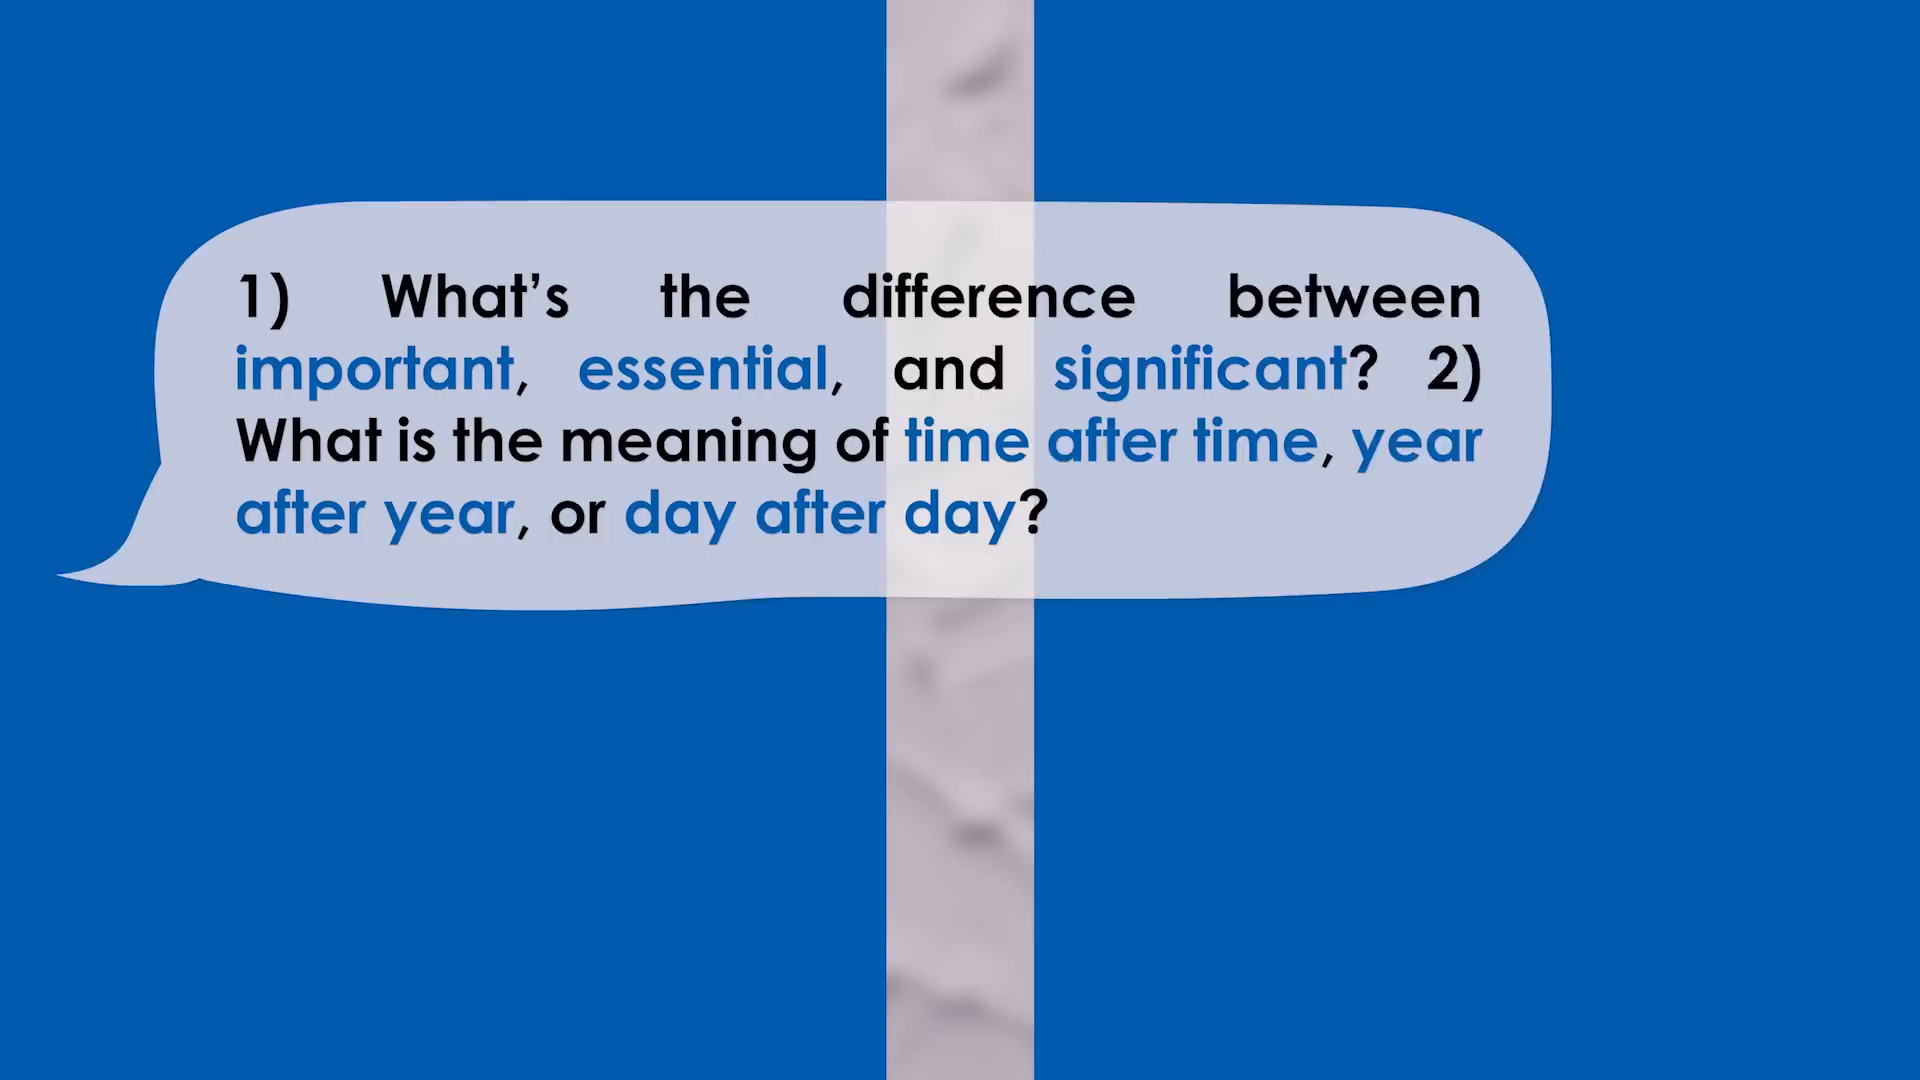 1) What’s the difference between
important, essential, and significant? 2)
What is the meaning of time after time, year
after year, or day after day?